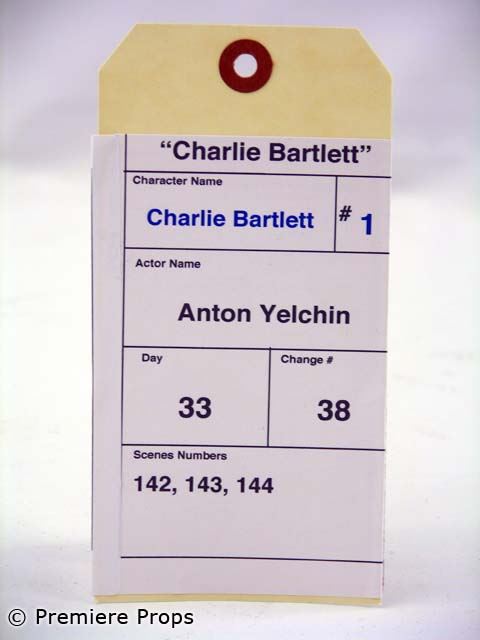 "Charlie Bartlett"
Character Name
Charlie Bartlett
# 1
Actor Name
Anton Yelchin
Day
Change #
33
38
Scenes Numbers
142, 143, 144
© Premiere Props